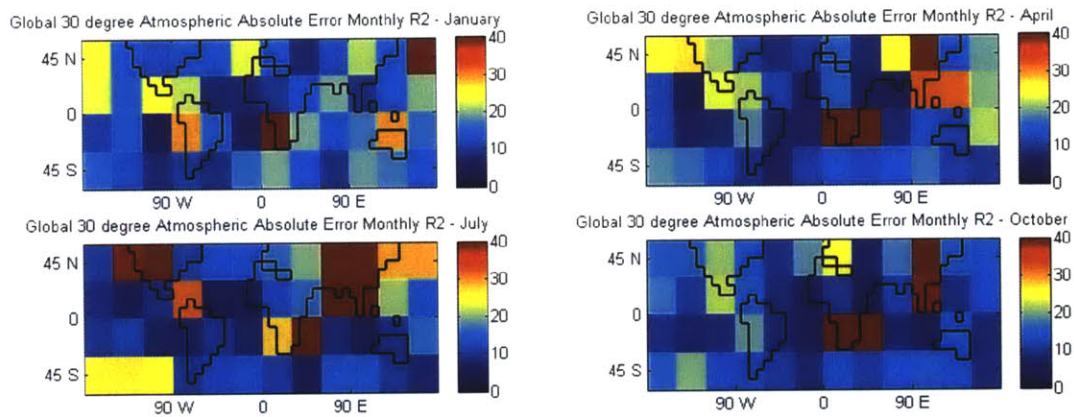 Global 30 degree Atmospheric Absolute Error Monthly R2 - January
45 N
0
45 S
90 W 0 90 E
40
30
20
10
0
Global 30 degree Atmospheric Absolute Error Monthly R2 - April
45 N
0
45 S
90 W 0 90 E
40
30
20
10
0
Global 30 degree Atmospheric Absolute Error Monthly R2 - July
45 N
0
45 S
90 W 0 90 E
40
30
20
10
0
Global 30 degree Atmospheric Absolute Error Monthly R2 - October
45 N
0
45 S
90 W 0 90 E
40
30
20
10
0